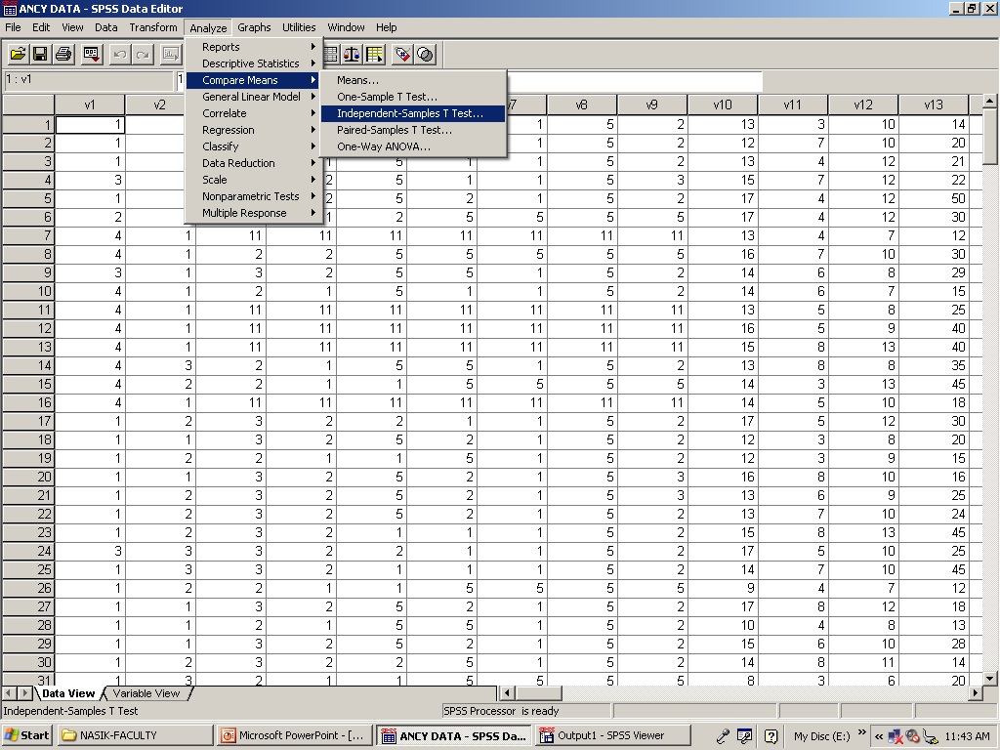 ANCY DATA - SPSS Data Editor
File Edit View Data Transform Analyze Graphs Utilities Window Help
1 : v1 1
Reports
Descriptive Statistics
Compare Means
General Linear Model
Correlate
Regression
Classify
Data Reduction
Scale
Nonparametric Tests
Multiple Response
Means...
One-Sample T Test...
Independent-Samples T Test...
Paired-Samples T Test...
One-Way ANOVA...
v1 v2 v7 v8 v9 v10 v11 v12 v13
1 1 1 5 2 13 3 10 14
2 1 1 5 2 12 7 10 20
3 1 1 5 1 1 5 2 13 4 12 21
4 3 2 5 1 1 5 3 15 7 12 22
5 1 2 5 2 1 5 2 17 4 12 50
6 2 1 2 5 5 5 5 17 4 12 30
7 4 1 11 11 11 11 11 11 11 13 4 7 12
8 4 1 2 2 5 5 5 5 5 16 7 10 30
9 3 1 3 2 5 5 1 5 2 14 6 8 29
10 4 1 2 1 5 1 1 5 2 14 6 7 15
11 4 1 11 11 11 11 11 11 11 13 5 8 25
12 4 1 11 11 11 11 11 11 11 16 5 9 40
13 4 1 11 11 11 11 11 11 11 15 8 13 40
14 4 3 2 1 5 5 1 5 2 13 8 8 35
15 4 2 2 1 1 5 5 5 5 14 3 13 45
16 4 1 11 11 11 11 11 11 11 14 5 10 18
17 1 2 3 2 2 1 1 5 2 17 5 12 30
18 1 1 3 2 5 2 1 5 2 12 3 8 20
19 1 2 2 1 1 5 1 5 2 12 3 9 15
20 1 1 3 2 5 2 1 5 3 16 8 10 16
21 1 2 3 2 5 2 1 5 3 13 6 9 25
22 1 2 3 2 5 2 1 5 2 13 7 10 24
23 1 2 3 2 1 1 1 5 2 15 8 13 45
24 3 3 3 2 2 1 1 5 2 17 5 10 25
25 1 3 3 2 1 1 1 5 2 14 7 10 45
26 1 2 2 1 1 5 5 5 5 9 4 7 12
27 1 1 3 2 5 2 1 5 2 17 8 12 18
28 1 1 2 1 5 5 1 5 2 10 4 8 13
29 1 1 3 2 5 2 1 5 2 15 6 10 28
30 1 2 3 2 2 5 1 5 2 14 8 11 14
31 1 3 2 1 1 5 5 5 5 8 3 6 20
Data View Variable View
Independent-Samples T Test SPSS Processor is ready
Start NASIK-FACULTY Microsoft PowerPoint - [... ANCY DATA - SPSS Da... Output1 - SPSS Viewer My Disc (E:) » « 11:43 AM